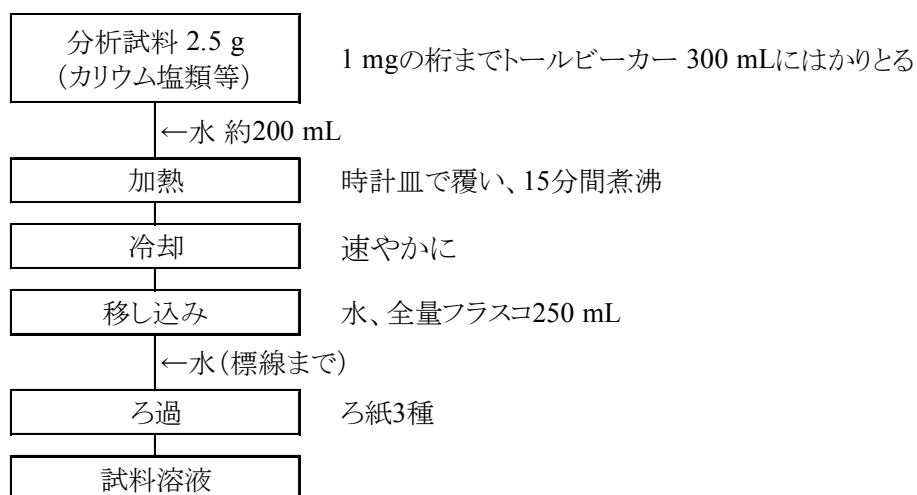 分析試料 2.5 g
(カリウム塩類等)
1 mgの桁までトールビーカー 300 mLにはかりとる
←水 約200 mL
加熱
時計皿で覆い、15分間煮沸
冷却
速やかに
移し込み
水、全量フラスコ250 mL
←水(標線まで)
ろ過
ろ紙3種
試料溶液